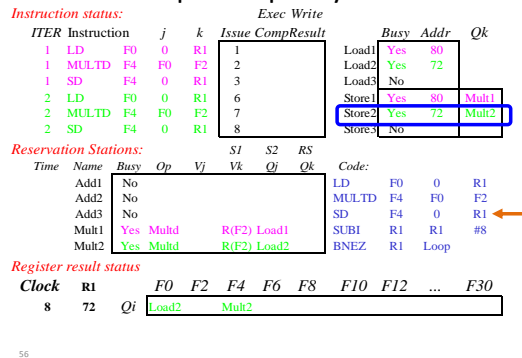 Instruction status: Exec Write
ITER Instruction j k Issue CompResult Busy Addr Qk
1 LD F0 0 R1 1 Load1 Yes 80
1 MULTD F4 F0 F2 2 Load2 Yes 72
1 SD F4 0 R1 3 Load3 No
2 LD F0 0 R1 6 Store1 Yes 80 Mult1
2 MULTD F4 F0 F2 7 Store2 Yes 72 Mult2
2 SD F4 0 R1 8 Store3 No
Reservation Stations: S1 S2 RS
Time Name Busy Op Vj Vk Qj Qk Code:
Add1 No LD F0 0 R1
Add2 No MULTD F4 F0 F2
Add3 No SD F4 0 R1
Mult1 Yes Multd R(F2) Load1 SUBI R1 R1 #8
Mult2 Yes Multd R(F2) Load2 BNEZ R1 Loop
Register result status
Clock R1 F0 F2 F4 F6 F8 F10 F12 ... F30
8 72 Qi Load2 Mult2
56